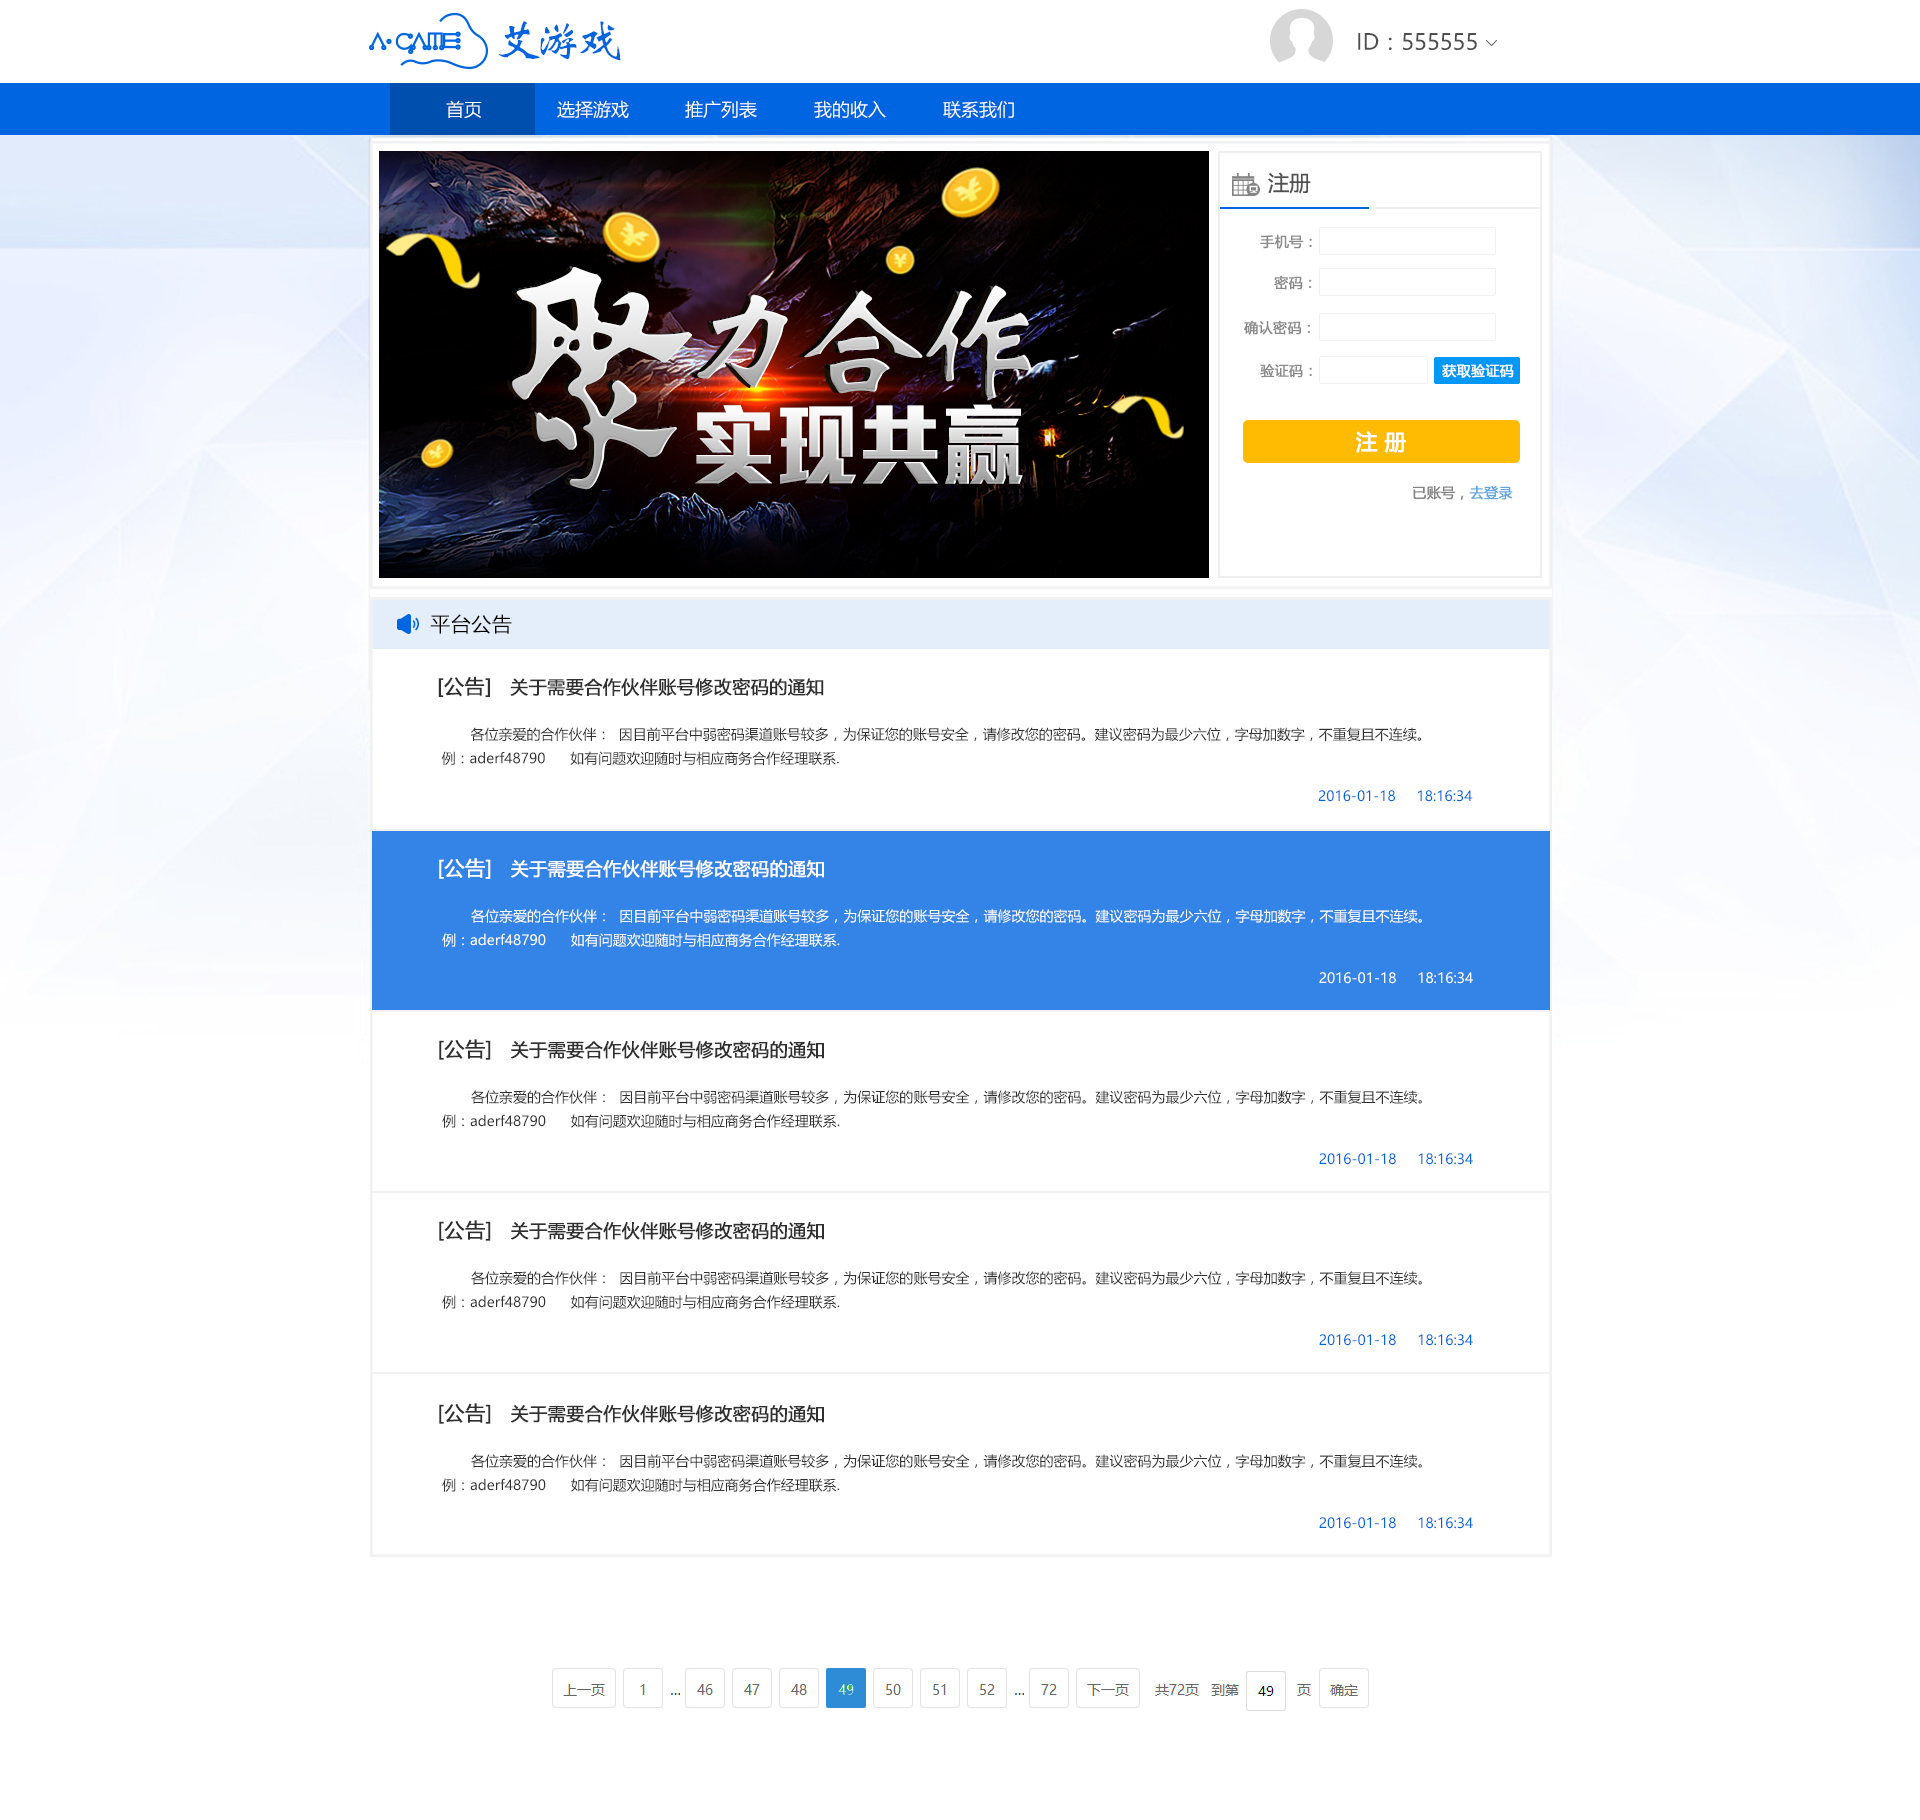 A·GAME 艾游戏
ID：555555
首页 选择游戏 推广列表 我的收入 联系我们
聚力合作
实现共赢
注册
手机号：
密码：
确认密码：
验证码： 获取验证码
注 册
已账号，去登录
平台公告
[公告] 关于需要合作伙伴账号修改密码的通知
各位亲爱的合作伙伴： 因目前平台中弱密码渠道账号较多，为保证您的账号安全，请修改您的密码。建议密码为最少六位，字母加数字，不重复且不连续。
例：aderf48790 如有问题欢迎随时与相应商务合作经理联系.
2016-01-18 18:16:34
[公告] 关于需要合作伙伴账号修改密码的通知
各位亲爱的合作伙伴： 因目前平台中弱密码渠道账号较多，为保证您的账号安全，请修改您的密码。建议密码为最少六位，字母加数字，不重复且不连续。
例：aderf48790 如有问题欢迎随时与相应商务合作经理联系.
2016-01-18 18:16:34
[公告] 关于需要合作伙伴账号修改密码的通知
各位亲爱的合作伙伴： 因目前平台中弱密码渠道账号较多，为保证您的账号安全，请修改您的密码。建议密码为最少六位，字母加数字，不重复且不连续。
例：aderf48790 如有问题欢迎随时与相应商务合作经理联系.
2016-01-18 18:16:34
[公告] 关于需要合作伙伴账号修改密码的通知
各位亲爱的合作伙伴： 因目前平台中弱密码渠道账号较多，为保证您的账号安全，请修改您的密码。建议密码为最少六位，字母加数字，不重复且不连续。
例：aderf48790 如有问题欢迎随时与相应商务合作经理联系.
2016-01-18 18:16:34
[公告] 关于需要合作伙伴账号修改密码的通知
各位亲爱的合作伙伴： 因目前平台中弱密码渠道账号较多，为保证您的账号安全，请修改您的密码。建议密码为最少六位，字母加数字，不重复且不连续。
例：aderf48790 如有问题欢迎随时与相应商务合作经理联系.
2016-01-18 18:16:34
上一页 1 ... 46 47 48 49 50 51 52 ... 72 下一页 共72页 到第 49 页 确定